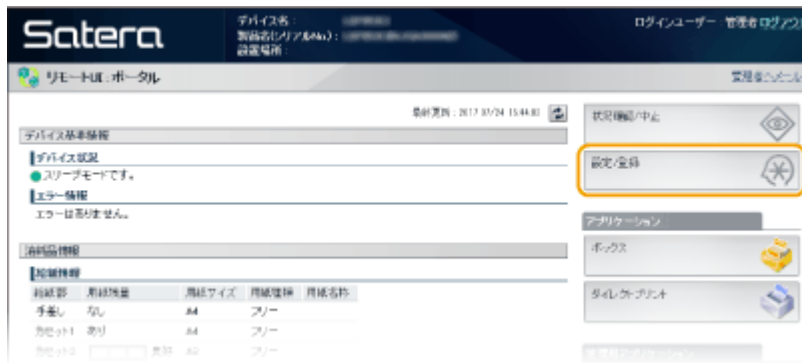 Satera
デバイス名 :
製品名(シリアルNo.) :
設置場所 :
ログインユーザー : 管理者 ログアウト
リモートUI : ポータル
管理者へメール
最終更新 :
デバイス基本情報
デバイス状況
スリープモードです。
エラー情報
エラーはありません。
消耗品情報
給紙情報
給紙部 用紙残量 用紙サイズ 用紙種類 用紙名称
手差し なし A4 フリー
カセット1 あり A4 フリー
カセット2 A3 フリー
状況確認/中止
設定/登録
アプリケーション
ボックス
ダイレクトプリント